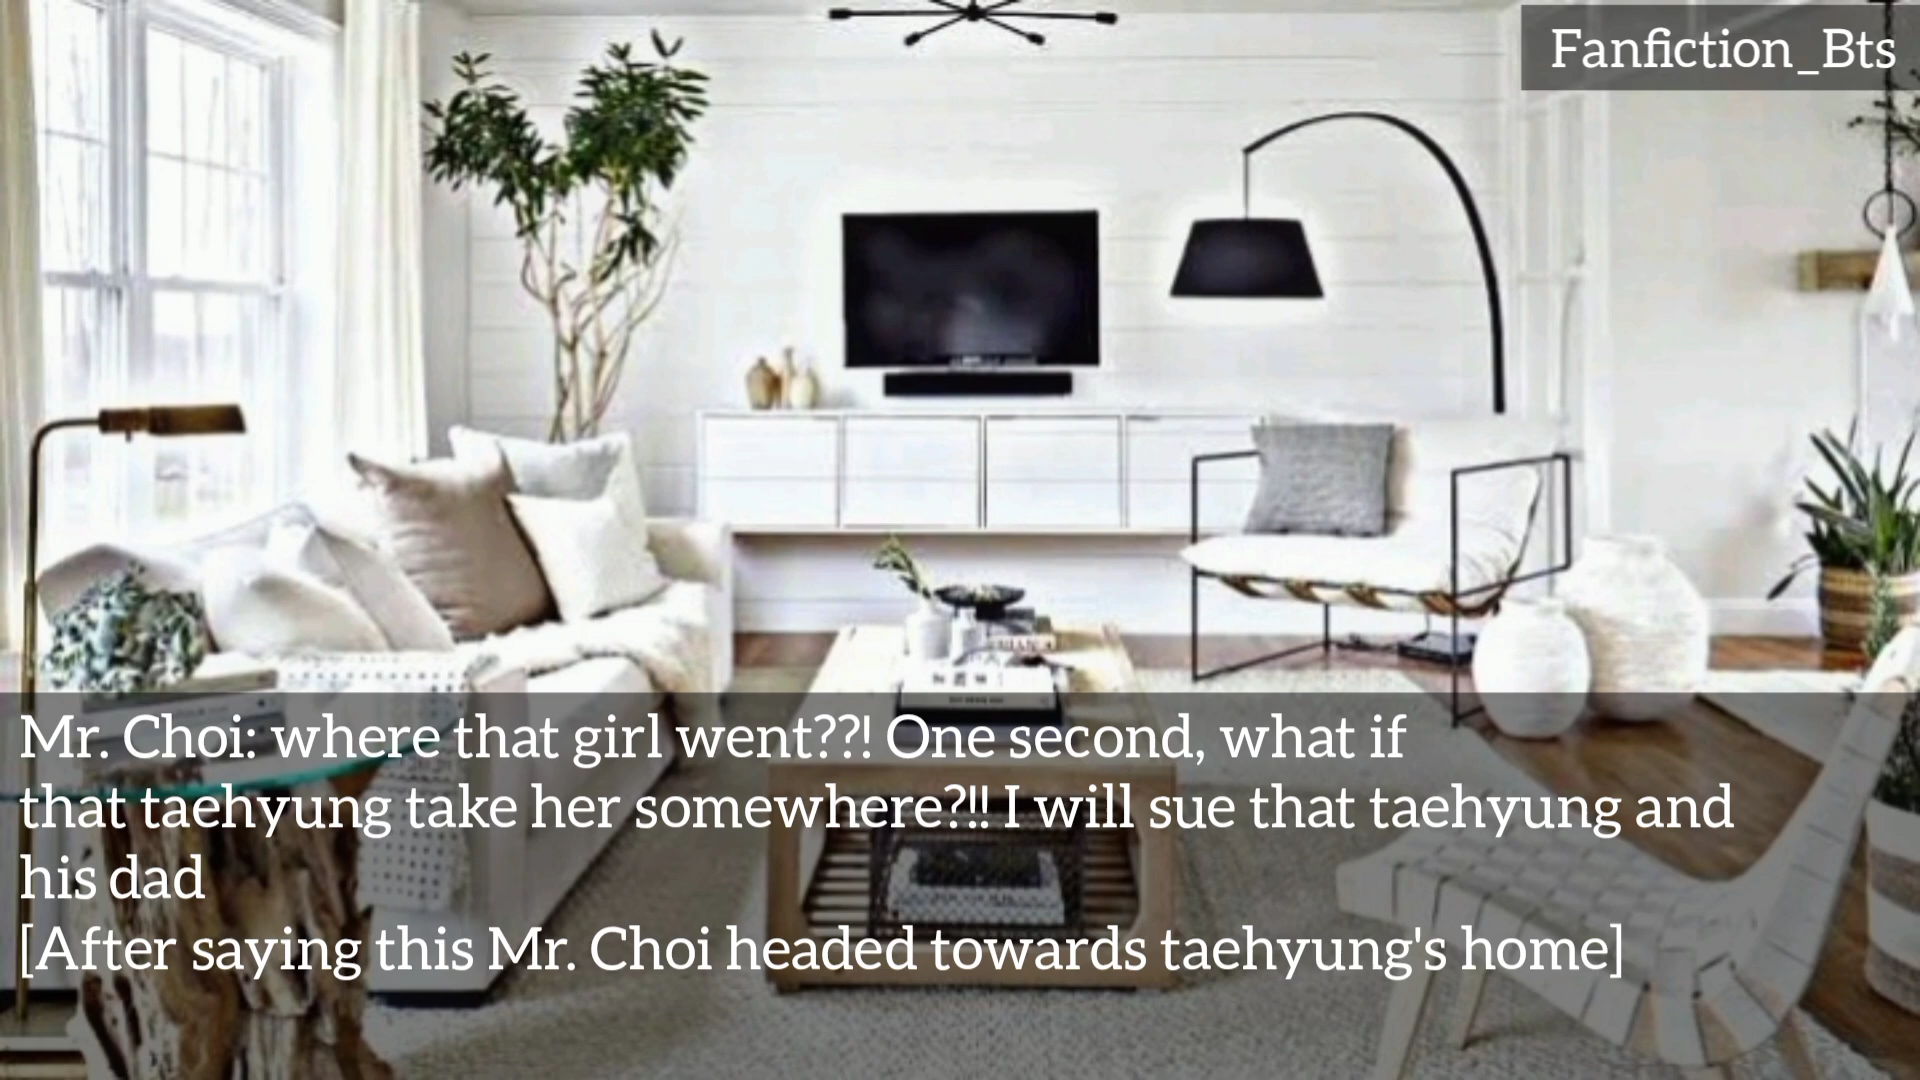 Fanfiction_Bts
Mr. Choi: where that girl went??! One second, what if
that taehyung take her somewhere?!! I will sue that taehyung and
his dad
[After saying this Mr. Choi headed towards taehyung's home]